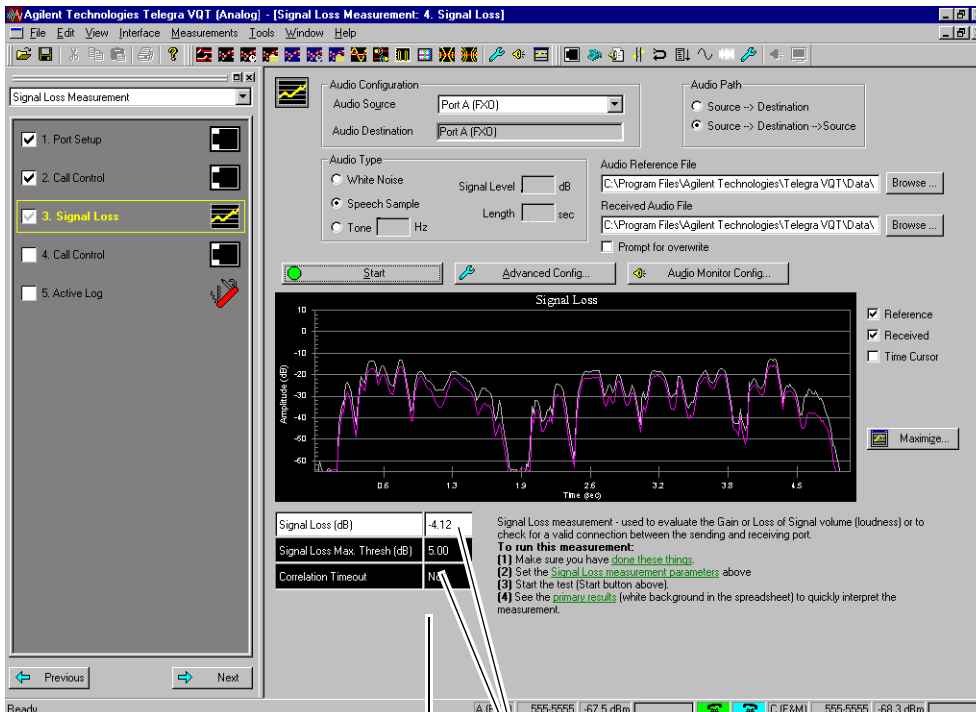 Agilent Technologies Telegra VQT (Analog) - [Signal Loss Measurement: 4. Signal Loss]
File Edit View Interface Measurements Tools Window Help
Signal Loss Measurement
1. Port Setup
2. Call Control
3. Signal Loss
4. Call Control
5. Active Log
Previous
Next
Audio Configuration
Audio Source
Port A (FXO)
Audio Destination
Port A (FXO)
Audio Path
Source --> Destination
Source --> Destination -->Source
Audio Type
White Noise
Speech Sample
Tone
Hz
Signal Level
dB
Length
sec
Audio Reference File
C:\Program Files\Agilent Technologies\Telegra VQT\Data\
Browse ...
Received Audio File
C:\Program Files\Agilent Technologies\Telegra VQT\Data\
Browse ...
Prompt for overwrite
Start
Advanced Config...
Audio Monitor Config...
Signal Loss
Amplitude (dB)
10
0
-10
-20
-30
-40
-60
-60
0.6
1.3
1.9
2.6
3.2
3.8
4.5
Time (sec)
Reference
Received
Time Cursor
Maximize...
Signal Loss (dB)
-4.12
Signal Loss Max. Thresh (dB)
5.00
Correlation Timeout
Signal Loss measurement - used to evaluate the Gain or Loss of Signal volume (loudness) or to
check for a valid connection between the sending and receiving port.
To run this measurement:
(1) Make sure you have done these things.
(2) Set the Signal Loss measurement parameters above
(3) Start the test (Start button above).
(4) See the primary results (white background in the spreadsheet) to quickly interpret the
measurement.
Ready
555-5555
-67.5 dBm
C (E&M)
555-5555
-68.3 dBm